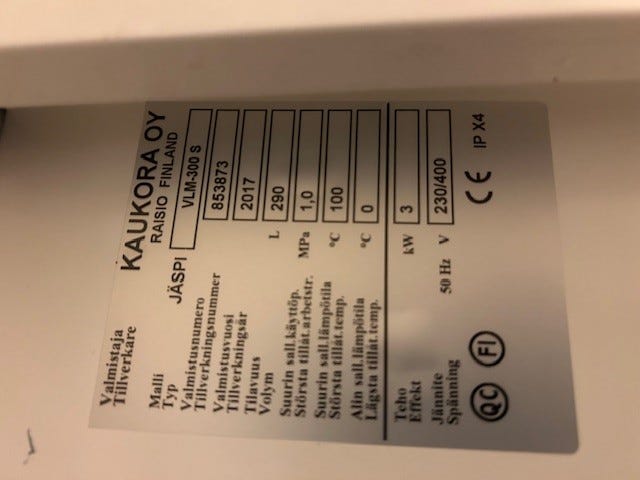 Valmistaja KAUKORA OY
Tillverkare RAISIO FINLAND
Malli JÄSPI VLM-300 S
Typ
Valmistusnumero 853873
Tillverkningsnummer
Valmistusvuosi 2017
Tillverkningsår
Tilavuus L 290
Volym
Suurin sall.käyttöp. MPa 1,0
Största tillåt.arbetstr.
Suurin sall.lämpötila °C 100
Största tillåt.temp.
Alin sall.lämpötila °C 0
Lägsta tillåt.temp.
Teho kW 3
Effekt
Jännite 50 Hz V 230/400
Spänning
QC FI CE IP X4